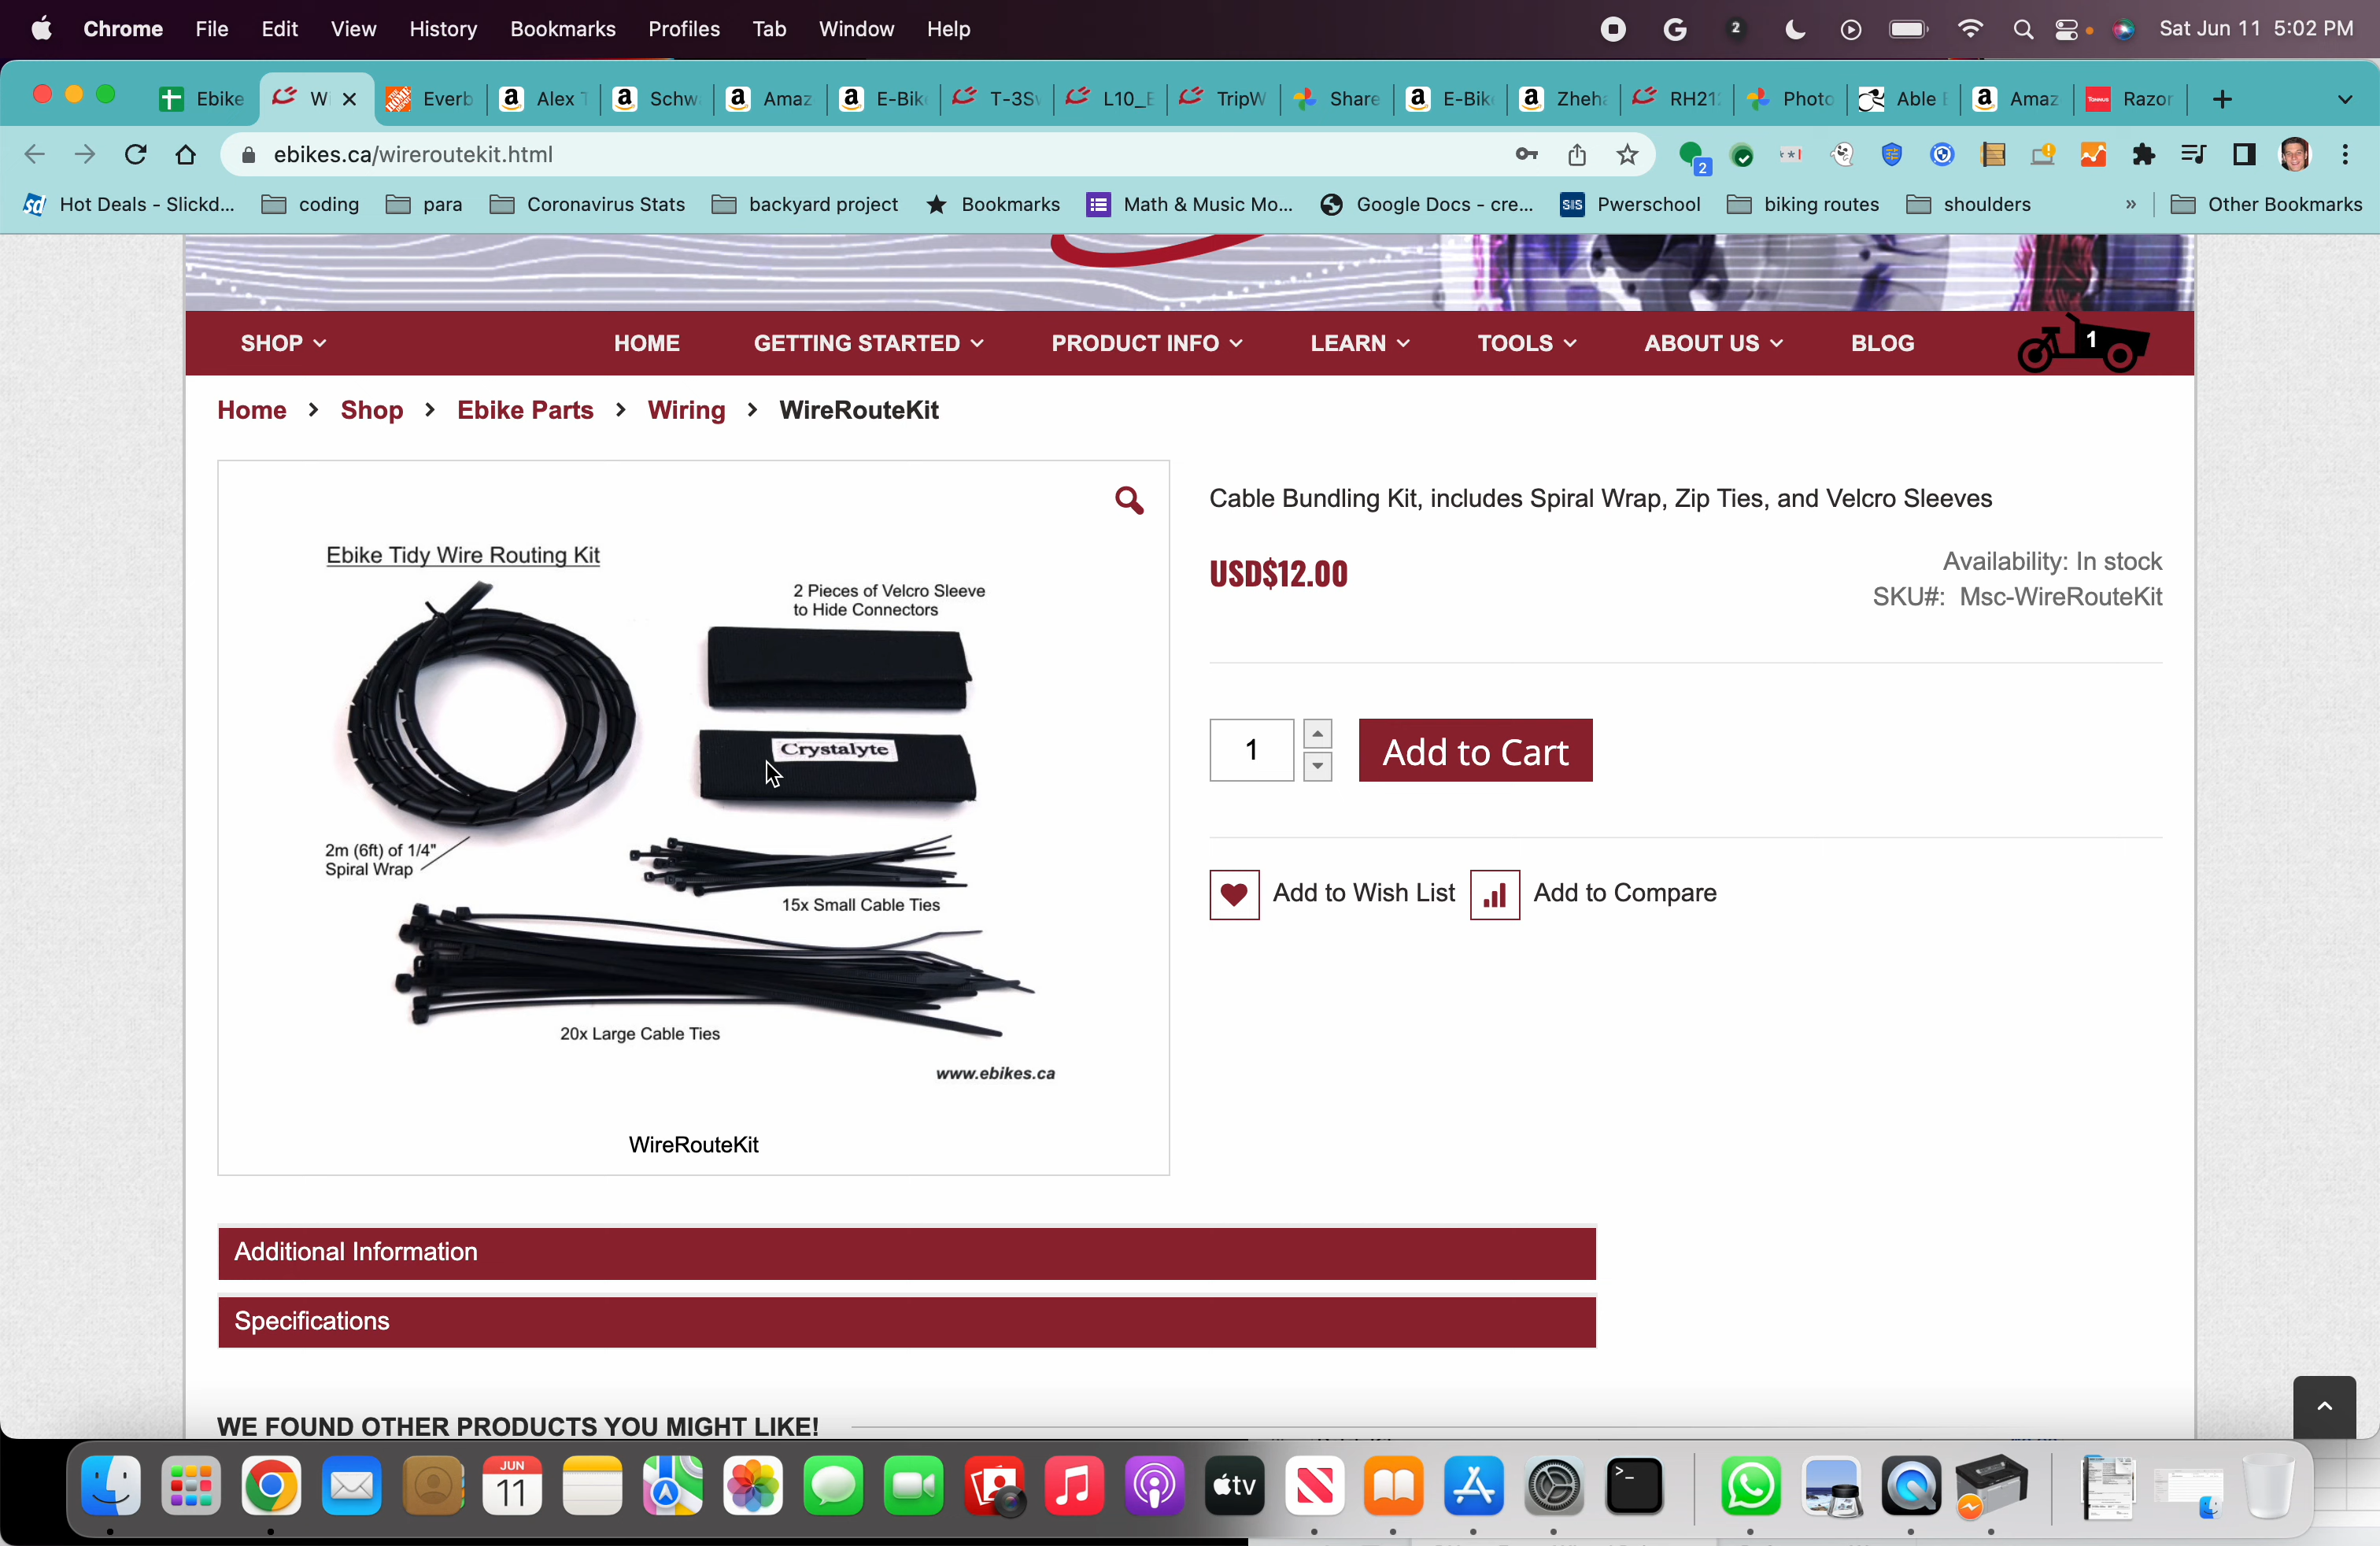 Chrome File Edit View History Bookmarks Profiles Tab Window Help 2 Sat Jun 11 5:02 PM
Ebike W Everb Alex T Schw Amaz E-Bik T-3SW L10_E TripW Share E-Bik Zheha RH212 Photo Able Amaz Razor
ebikes.ca/wireroutekit.html 2
Hot Deals - Slickd... coding para Coronavirus Stats backyard project Bookmarks Math & Music Mo... Google Docs - cre... SIS Pwerschool biking routes shoulders » Other Bookmarks
SHOP HOME GETTING STARTED PRODUCT INFO LEARN TOOLS ABOUT US BLOG 1
Home > Shop > Ebike Parts > Wiring > WireRouteKit
Cable Bundling Kit, includes Spiral Wrap, Zip Ties, and Velcro Sleeves
USD$12.00
Availability: In stock
SKU#: Msc-WireRouteKit
1 Add to Cart
Add to Wish List Add to Compare
Ebike Tidy Wire Routing Kit
2 Pieces of Velcro Sleeve
to Hide Connectors
Crystalyte
2m (6ft) of 1/4"
Spiral Wrap
15x Small Cable Ties
20x Large Cable Ties
www.ebikes.ca
WireRouteKit
Additional Information
Specifications
WE FOUND OTHER PRODUCTS YOU MIGHT LIKE!
JUN
11
tv